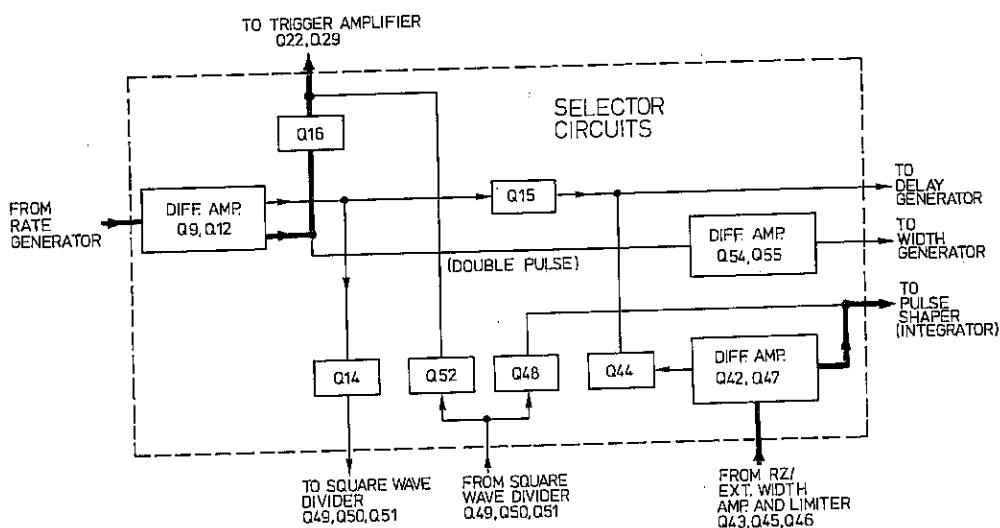 TO TRIGGER AMPLIFIER
Q22, Q29
SELECTOR
CIRCUITS
Q16
FROM
RATE
GENERATOR
DIFF. AMP.
Q9, Q12
Q15
TO
DELAY
GENERATOR
DIFF. AMP.
Q54, Q55
TO
WIDTH
GENERATOR
(DOUBLE PULSE)
TO
PULSE
SHAPER
(INTEGRATOR)
Q14
Q52
Q48
Q44
DIFF. AMP.
Q42, Q47
TO SQUARE WAVE
DIVIDER
Q49, Q50, Q51
FROM SQUARE
WAVE DIVIDER
Q49, Q50, Q51
FROM RZ/
EXT. WIDTH
AMP. AND LIMITER
Q43, Q45, Q46